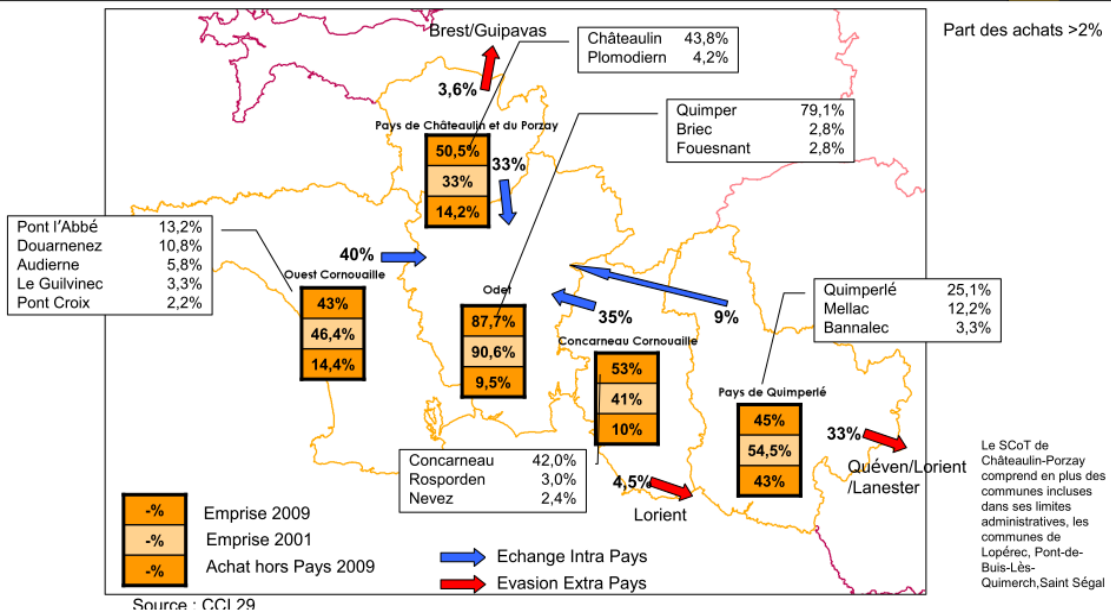 Part des achats >2%
Brest/Guipavas
3,6%
Châteaulin 43,8%
Plomodiern 4,2%
Quimper 79,1%
Briec 2,8%
Fouesnant 2,8%
Pays de Châteaulin et du Porzay
50,5%
33%
14,2%
33%
Pont l'Abbé 13,2%
Douarnenez 10,8%
Audierne 5,8%
Le Guilvinec 3,3%
Pont Croix 2,2%
40%
Ouest Cornouaille
43%
46,4%
14,4%
Odet
87,7%
90,6%
9,5%
35%
9%
Concarneau Cornouaille
53%
41%
10%
Quimperlé 25,1%
Mellac 12,2%
Bannalec 3,3%
Pays de Quimperlé
45%
54,5%
43%
33%
Quéven/Lorient
/Lanester
Concarneau 42,0%
Rosporden 3,0%
Nevez 2,4%
4,5%
Lorient
Le SCoT de
Châteaulin-Porzay
comprend en plus des
communes incluses
dans ses limites
administratives, les
communes de
Lopérec, Pont-de-
Buis-Lès-
Quimerch,Saint Ségal
-% Emprise 2009
-% Emprise 2001
-% Achat hors Pays 2009
Echange Intra Pays
Evasion Extra Pays
Source : CCI 29